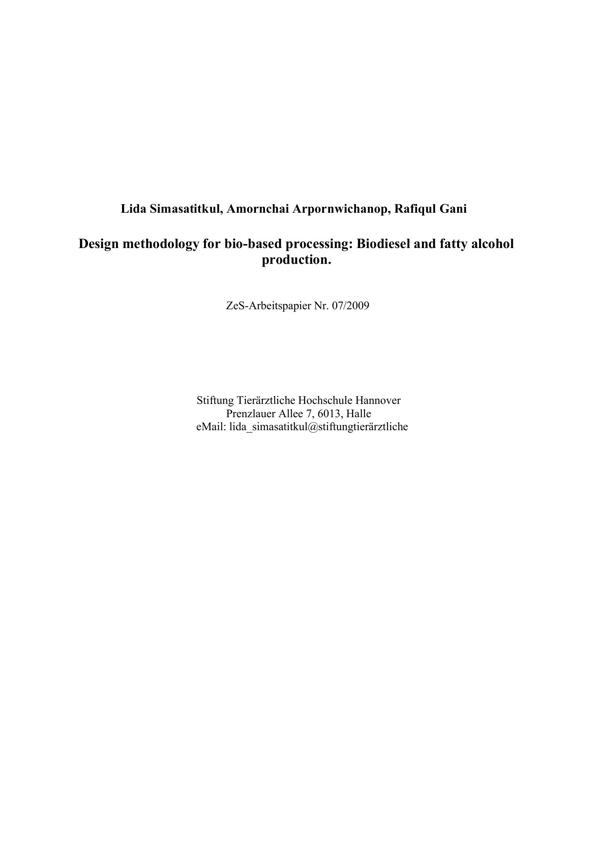 Lida Simasatitkul, Amornchai Arpornwichanop, Rafiqul Gani
Design methodology for bio-based processing: Biodiesel and fatty alcohol
production.
ZeS-Arbeitspapier Nr. 07/2009
Stiftung Tierärztliche Hochschule Hannover
Prenzlauer Allee 7, 6013, Halle
eMail: lida_simasatitkul@stiftungtierärztliche